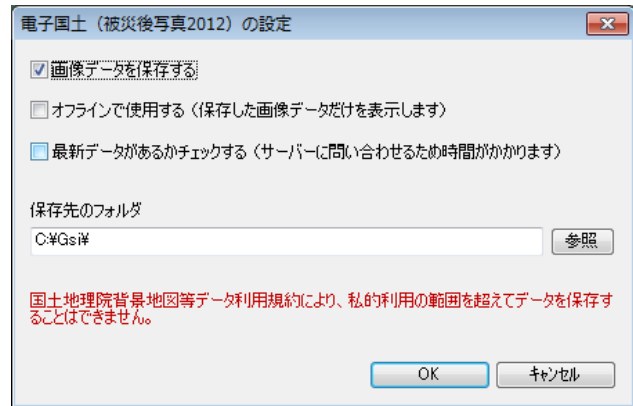 電子国土（被災後写真2012）の設定
画像データを保存する
オフラインで使用する（保存した画像データだけを表示します）
最新データがあるかチェックする（サーバーに問い合わせるため時間がかかります）
保存先のフォルダ
C:¥Gsi¥
参照
国土地理院背景地図等データ利用規約により、私的利用の範囲を超えてデータを保存す
ることはできません。
OK
キャンセル